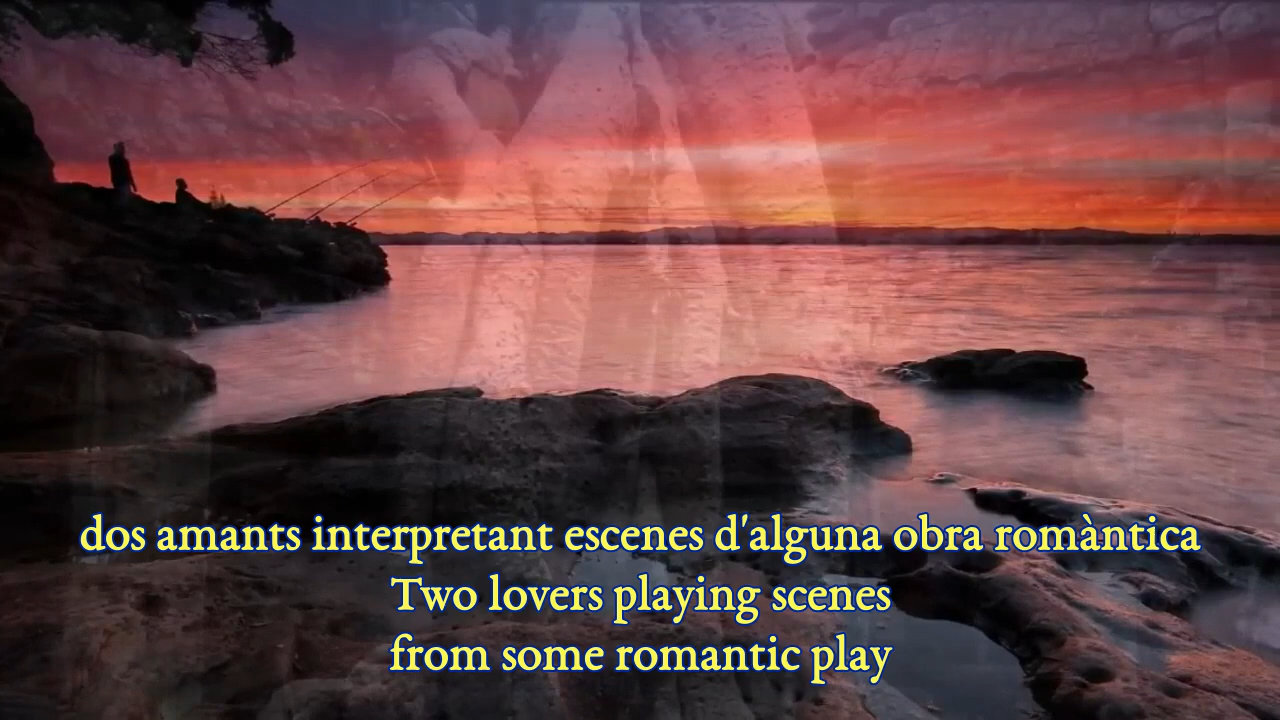 dos amants interpretant escenes d'alguna obra romàntica
Two lovers playing scenes
from some romantic play